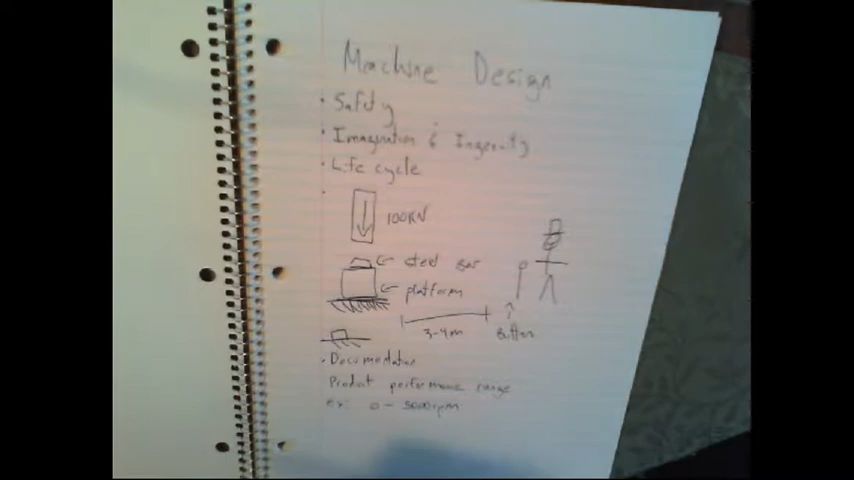 Machine Design
• Safety
• Imagination & Ingenuity
• Life cycle
100KN
steel bar
platform
3-4m
button
• Documentation
Product performance range
ex: 0 - 5000rpm